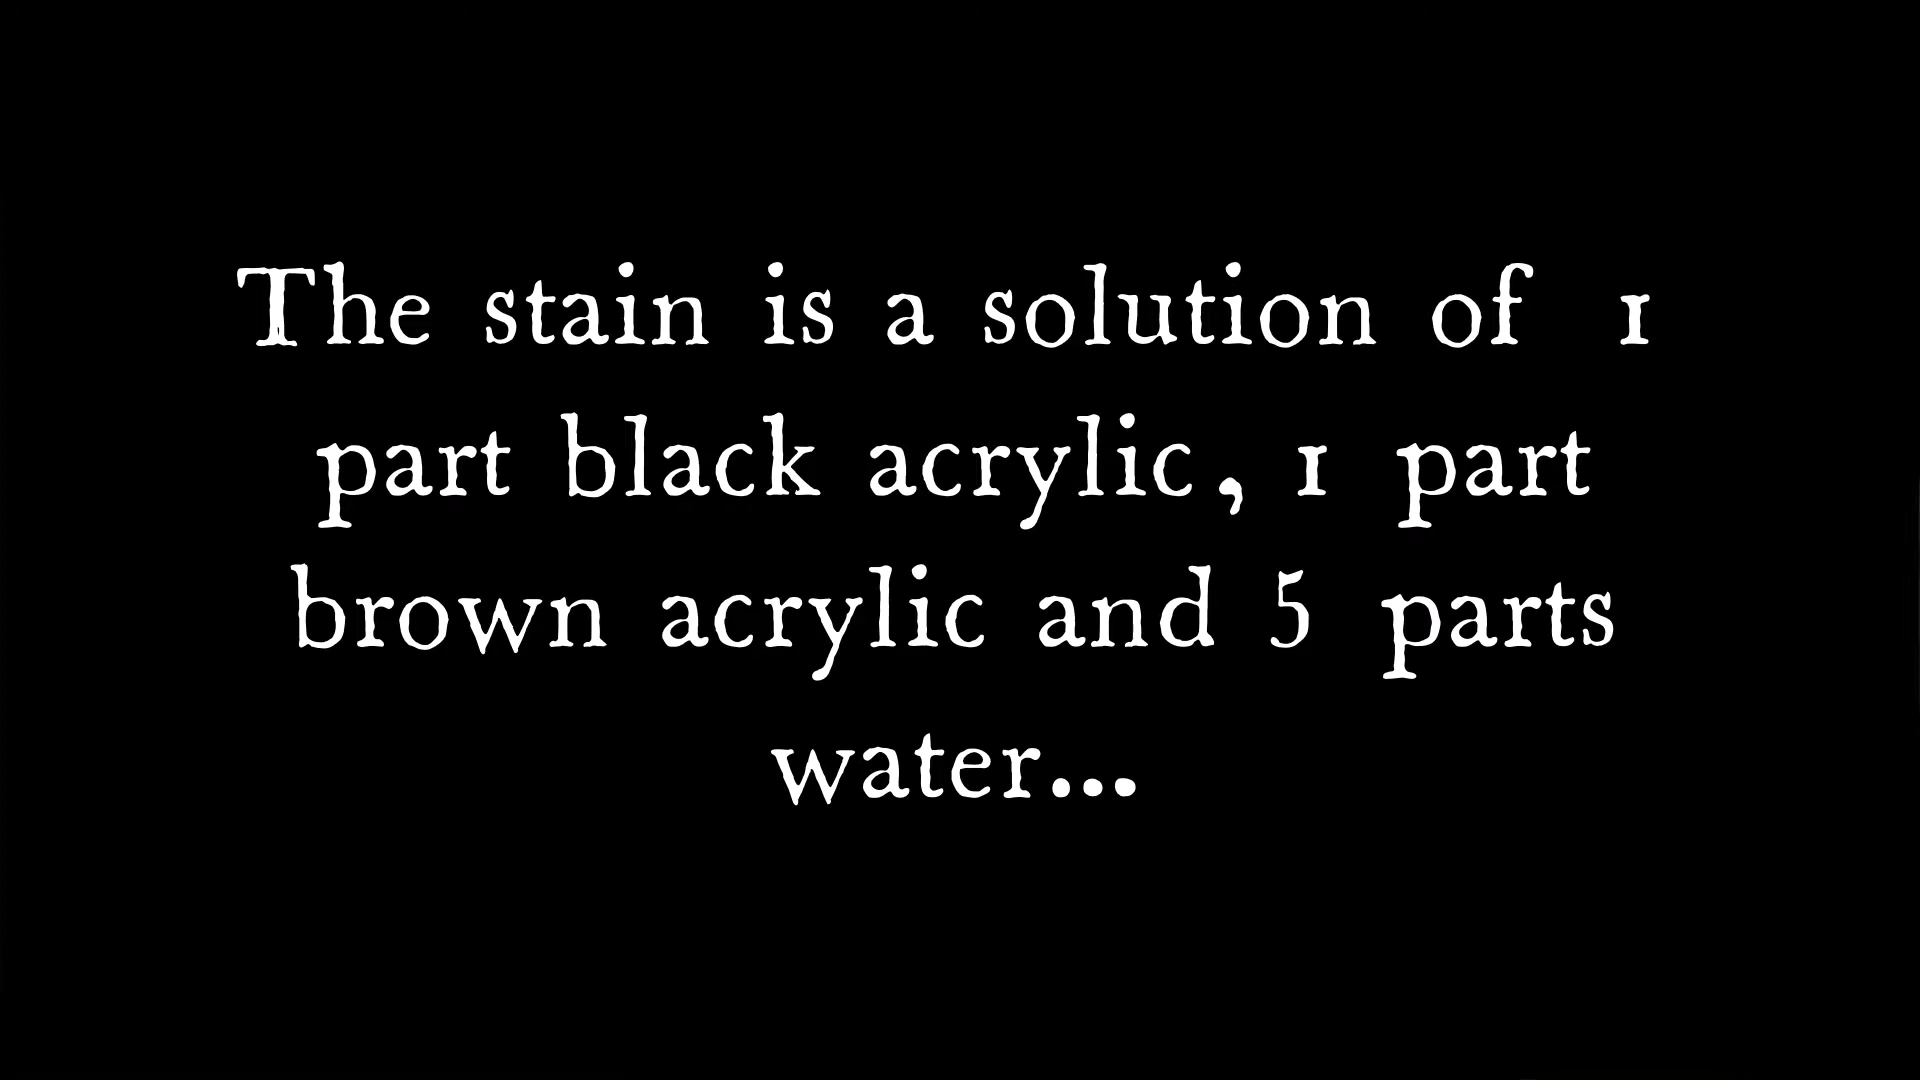 The stain is a solution of 1
part black acrylic, 1 part
brown acrylic and 5 parts
water...